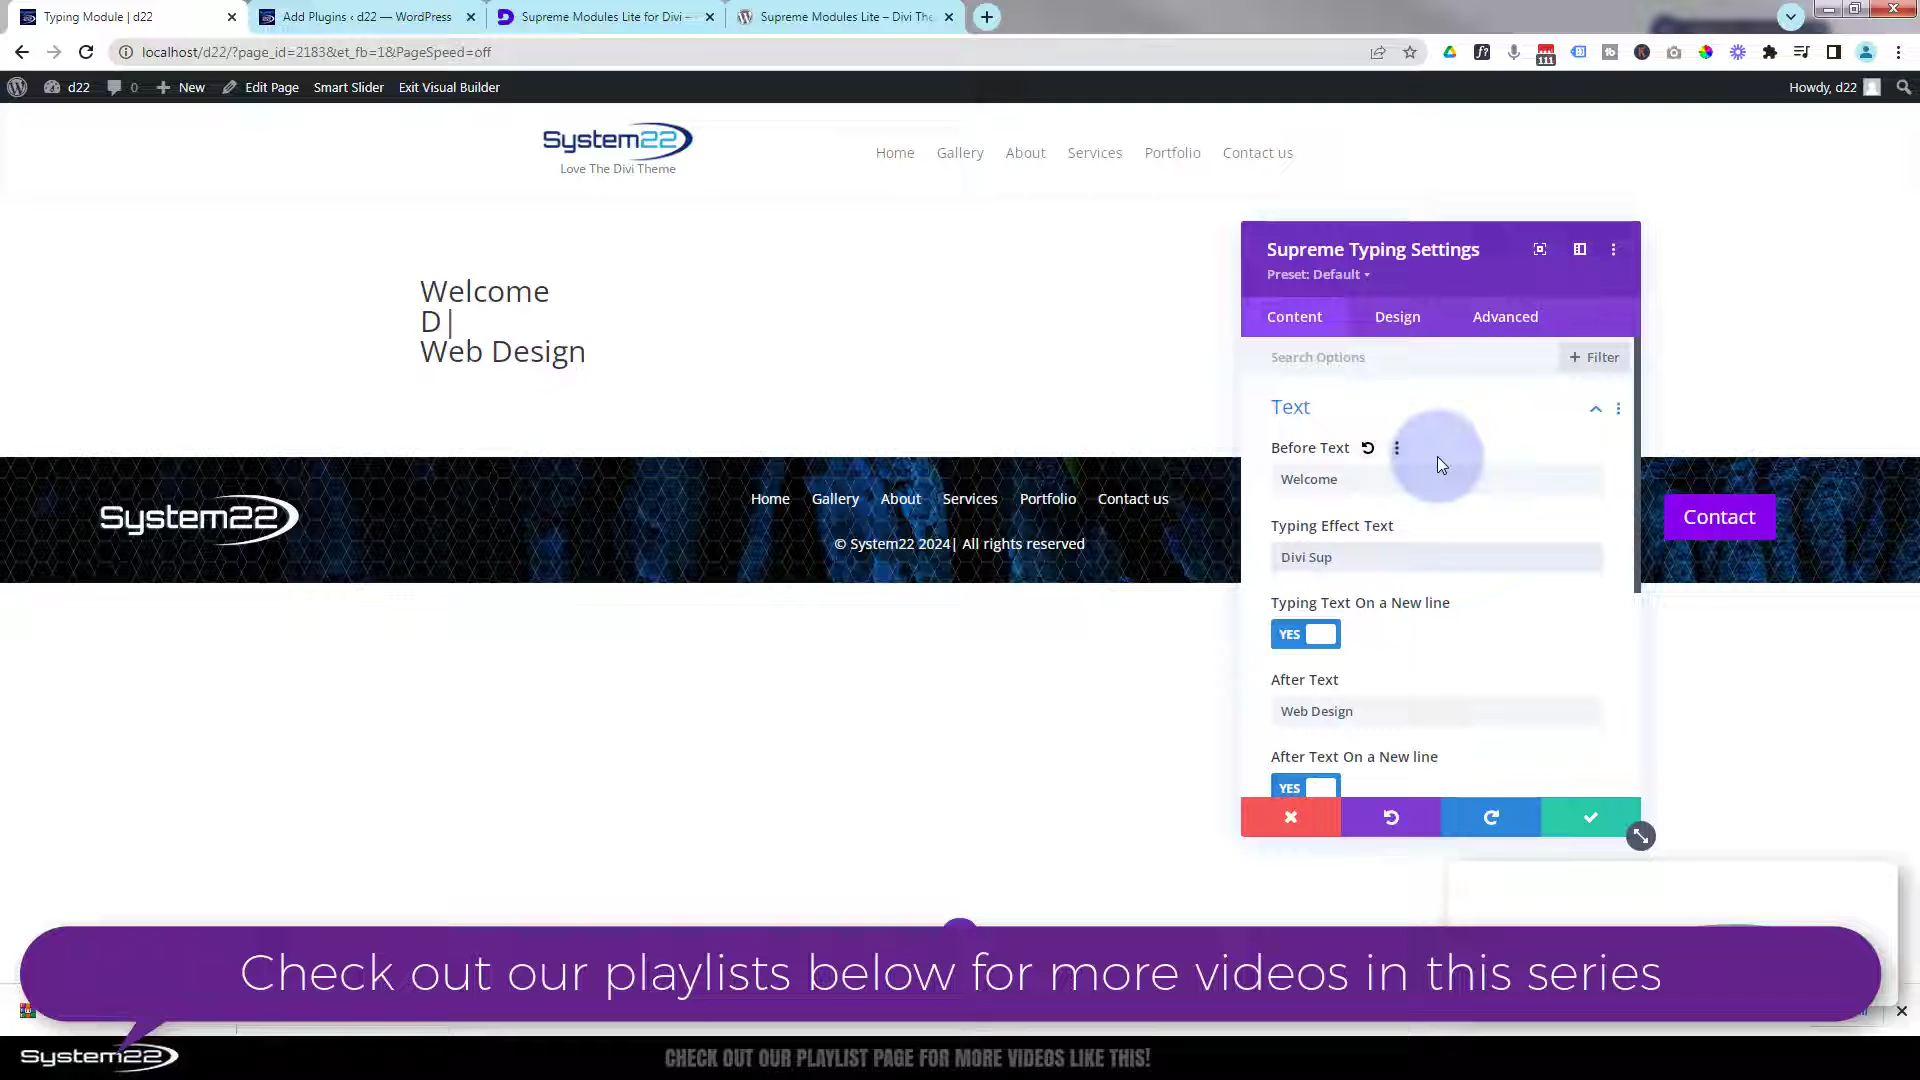 Typing Module | d22
Add Plugins ‹ d22 — WordPress
Supreme Modules Lite for Divi –
Supreme Modules Lite – Divi The
localhost/d22/?page_id=2183&et_fb=1&PageSpeed=off
111
d22
0
New
Edit Page
Smart Slider
Exit Visual Builder
Howdy, d22
System22
Love The Divi Theme
Home
Gallery
About
Services
Portfolio
Contact us
Welcome
D|
Web Design
Supreme Typing Settings
Preset: Default
Content
Design
Advanced
Search Options
+ Filter
Text
Before Text
Welcome
Typing Effect Text
Divi Sup
Typing Text On a New line
YES
After Text
Web Design
After Text On a New line
YES
System22
Home
Gallery
About
Services
Portfolio
Contact us
© System22 2024| All rights reserved
Contact
Check out our playlists below for more videos in this series
System22
CHECK OUT OUR PLAYLIST PAGE FOR MORE VIDEOS LIKE THIS!